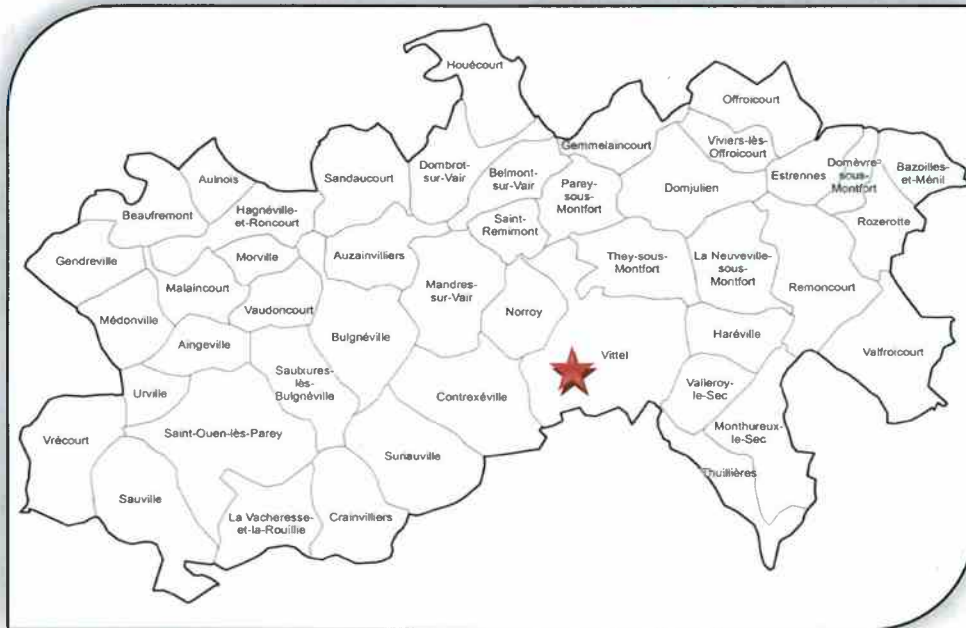 Houécourt
Offroicourt
Gemmelaincourt
Viviers-lès-
Offroicourt
Dombrot-
sur-Vair
Belmont-
sur-Vair
Aulnois
Sandaucourt
Parey-
sous-
Montfort
Domjulien
Estrennes
Domèvre-
sous-
Montfort
Bazoilles-
et-Ménil
Beaufremont
Hagnéville-
et-Roncourt
Saint-
Remimont
Rozerotte
Gendreville
Morville
Auzainvilliers
They-sous-
Montfort
La Neuveville-
sous-
Montfort
Malaincourt
Mandres-
sur-Vair
Remoncourt
Médonville
Vaudoncourt
Norroy
Aingeville
Bulgnéville
Haréville
Vittel
Valfroicourt
Urville
Saulxures-
lès-
Bulgnéville
Contrexéville
Valleroy-
le-Sec
Vrécourt
Saint-Ouen-lès-Parey
Monthureux-
le-Sec
Suriauville
Thuillières
Sauville
La Vacheresse-
et-la-Rouillie
Crainvilliers